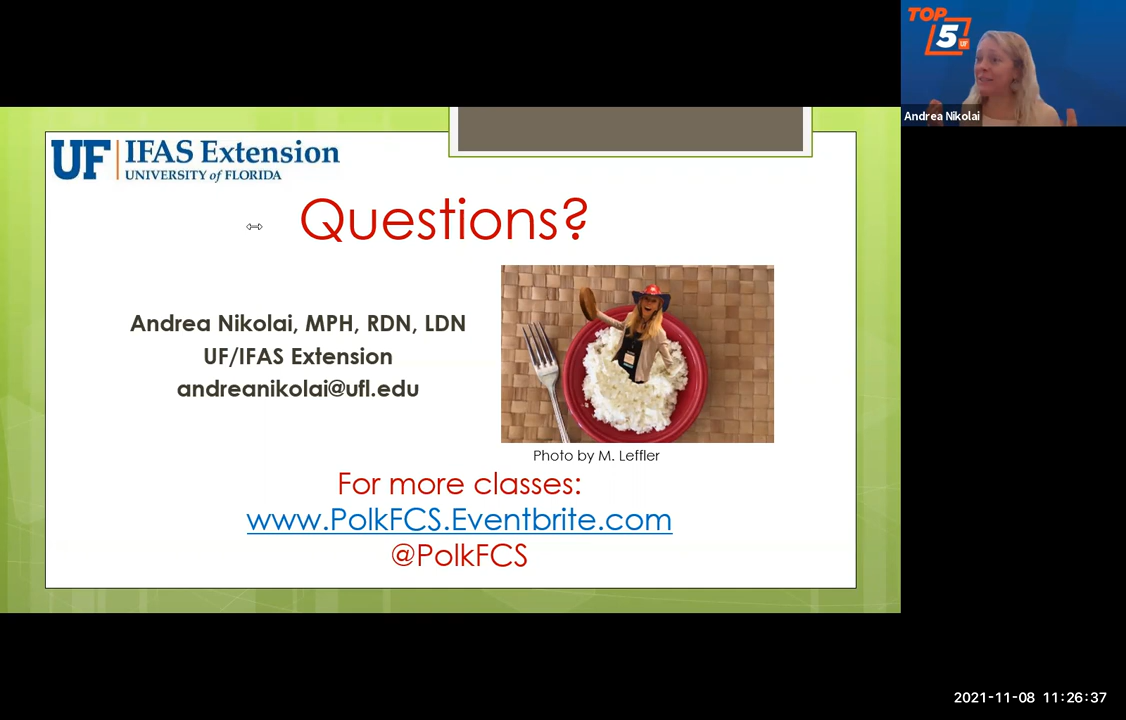 TOP
5
UF
Andrea Nikolai
UF IFAS Extension
UNIVERSITY of FLORIDA
Questions?
Andrea Nikolai, MPH, RDN, LDN
UF/IFAS Extension
andreanikolai@ufl.edu
Photo by M. Leffler
For more classes:
www.PolkFCS.Eventbrite.com
@PolkFCS
2021-11-08 11:26:37